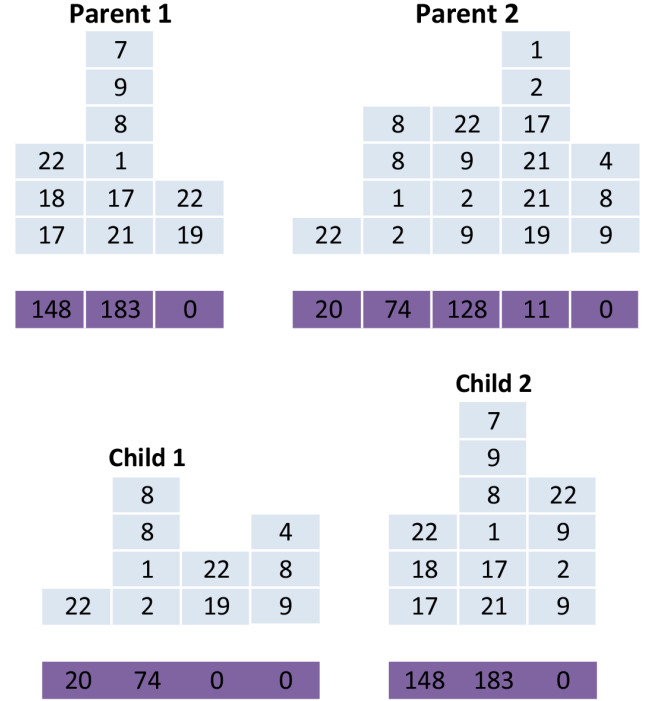 Parent 1 Parent 2
7 1
9 2
8 8 22 17
22 1 8 9 21 4
18 17 22 1 2 21 8
17 21 19 22 2 9 19 9
148 183 0 20 74 128 11 0
Child 2
7
Child 1 9
8 8 22
8 4 22 1 9
1 22 8 18 17 2
22 2 19 9 17 21 9
20 74 0 0 148 183 0